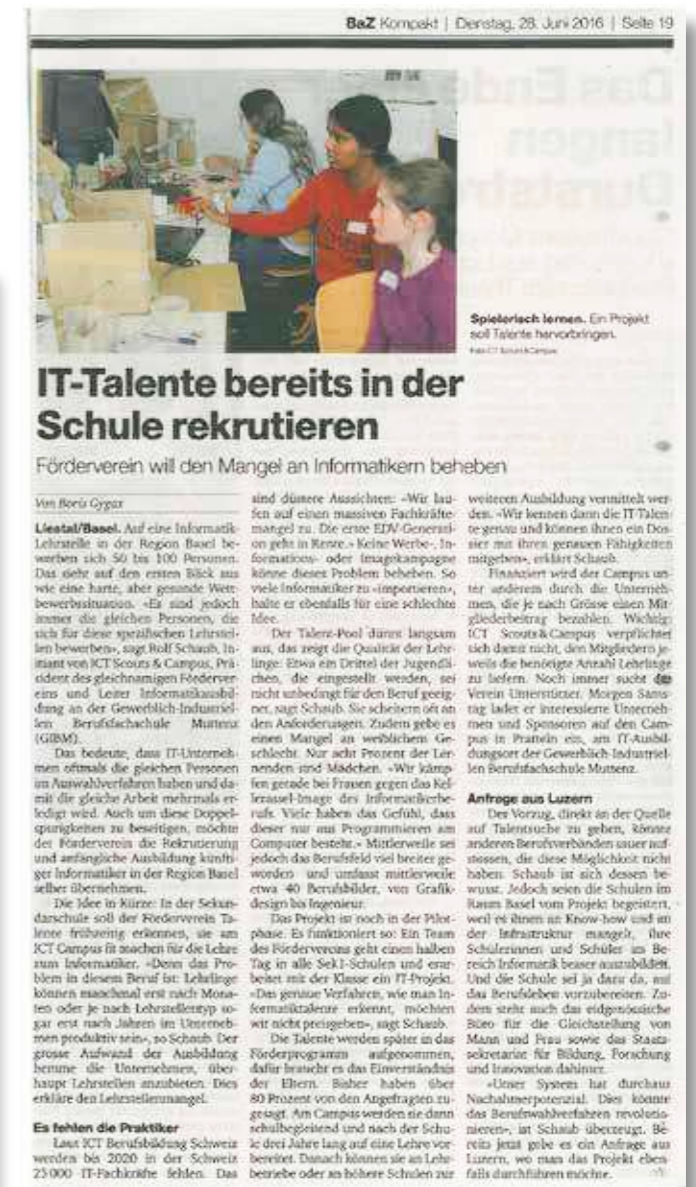 BaZ Kompakt | Dienstag, 28. Juni 2016 | Seite 19
Spielerisch lernen. Ein Projekt
soll Talente hervorbringen.
IT-Talente bereits in der
Schule rekrutieren
Förderverein will den Mangel an Informatikern beheben
Von Boris Gygax
Liestal/Basel. Auf eine Informatik-
Lehrstelle in der Region Basel be-
werben sich 50 bis 100 Personen.
Das sieht auf den ersten Blick aus
wie eine harte, aber gesunde Wett-
bewerbssituation. «Es sind jedoch
immer die gleichen Personen, die
sich für diese spezifischen Lehrstel-
len bewerben», sagt Rolf Schaub, In-
itiant von ICT Scouts & Campus, Prä-
sident des gleichnamigen Förderver-
eins und Leiter Informatikausbil-
dung an der Gewerblich-Industriel-
len Berufsfachschule Muttenz
(GIBM).
Das bedeute, dass IT-Unterneh-
men oftmals die gleichen Personen
im Auswahlverfahren haben und da-
mit die gleiche Arbeit mehrmals er-
ledigt wird. Auch um diese Doppel-
spurigkeiten zu beseitigen, möchte
der Förderverein die Rekrutierung
und anfängliche Ausbildung künfti-
ger Informatiker in der Region Basel
selber übernehmen.
Die Idee in Kürze: In der Sekun-
darschule soll der Förderverein Ta-
lente frühzeitig erkennen, sie am
ICT Campus fit machen für die Lehre
zum Informatiker. «Denn das Pro-
blem in diesem Beruf ist: Lehrlinge
können manchmal erst nach Mona-
ten oder je nach Lehrstellentyp so-
gar erst nach Jahren im Unterneh-
men produktiv sein», so Schaub. Der
grosse Aufwand der Ausbildung
hemme die Unternehmen, über-
haupt Lehrstellen anzubieten. Dies
erkläre den Lehrstellenmangel.
Es fehlen die Praktiker
Laut ICT Berufsbildung Schweiz
werden bis 2020 in der Schweiz
25 000 IT-Fachkräfte fehlen. Das
sind düstere Aussichten: «Wir lau-
fen auf einen massiven Fachkräfte-
mangel zu. Die erste EDV-Generati-
on geht in Rente.» Keine Werbe-, In-
formations- oder Imagekampagne
könne dieses Problem beheben. So
viele Informatiker zu «importieren»,
halte er ebenfalls für eine schlechte
Idee.
Der Talent-Pool dünnt langsam
aus, das zeigt die Qualität der Lehr-
linge: Etwa ein Drittel der Jugendli-
chen, die eingestellt werden, sei
nicht unbedingt für den Beruf geeig-
net, sagt Schaub. Sie scheitern oft an
den Anforderungen. Zudem gebe es
einen Mangel an weiblichem Ge-
schlecht. Nur acht Prozent der Ler-
nenden sind Mädchen. «Wir kämp-
fen gerade bei Frauen gegen das Kel-
lerassel-Image des Informatikerbe-
rufs. Viele haben das Gefühl, dass
dieser nur aus Programmieren am
Computer besteht.» Mittlerweile sei
jedoch das Berufsfeld viel breiter ge-
worden und umfasst mittlerweile
etwa 40 Berufsbilder, von Grafik-
design bis Ingenieur.
Das Projekt ist noch in der Pilot-
phase. Es funktioniert so: Ein Team
des Fördervereins geht einen halben
Tag in alle Sek1-Schulen und erar-
beitet mit der Klasse ein IT-Projekt.
«Das genaue Verfahren, wie man In-
formatiktalente erkennt, möchten
wir nicht preisgeben», sagt Schaub.
Die Talente werden später in das
Förderprogramm aufgenommen,
dafür braucht es das Einverständnis
der Eltern. Bisher haben über
80 Prozent von den Angefragten zu-
gesagt. Am Campus werden sie dann
schulbegleitend und nach der Schu-
le drei Jahre lang auf eine Lehre vor-
bereitet. Danach können sie an Lehr-
betriebe oder an höhere Schulen zur
weiteren Ausbildung vermittelt wer-
den. «Wir kennen dann die IT-Talen-
te genau und können ihnen ein Dos-
sier mit ihren genauen Fähigkeiten
mitgeben», erklärt Schaub.
Finanziert wird der Campus un-
ter anderem durch die Unterneh-
men, die je nach Grösse einen Mit-
gliederbeitrag bezahlen. Wichtig:
ICT Scouts & Campus verpflichtet
sich damit nicht, den Mitgliedern je-
weils die benötigte Anzahl Lehrlinge
zu liefern. Noch immer sucht der
Verein Unterstützer. Morgen Sams-
tag ladet er interessierte Unterneh-
men und Sponsoren auf den Cam-
pus in Pratteln ein, am IT-Ausbil-
dungsort der Gewerblich-Industriel-
len Berufsfachschule Muttenz.
Anfrage aus Luzern
Der Vorzug, direkt an der Quelle
auf Talentsuche zu gehen, könnte
anderen Berufsverbänden sauer auf-
stossen, die diese Möglichkeit nicht
haben. Schaub ist sich dessen be-
wusst. Jedoch seien die Schulen im
Raum Basel vom Projekt begeistert,
weil es ihnen an Know-how und an
der Infrastruktur mangelt, ihre
Schülerinnen und Schüler im Be-
reich Informatik besser auszubilden.
Und die Schule sei ja dazu da, auf
das Berufsleben vorzubereiten. Zu-
dem steht auch das eidgenössische
Büro für die Gleichstellung von
Mann und Frau sowie das Staats-
sekretariat für Bildung, Forschung
und Innovation dahinter.
«Unser System hat durchaus
Nachahmerpotenzial. Dies könnte
das Berufswahlverfahren revolutio-
nieren», ist Schaub überzeugt. Be-
reits jetzt gebe es ein Anfrage aus
Luzern, wo man das Projekt eben-
falls durchführen möchte.